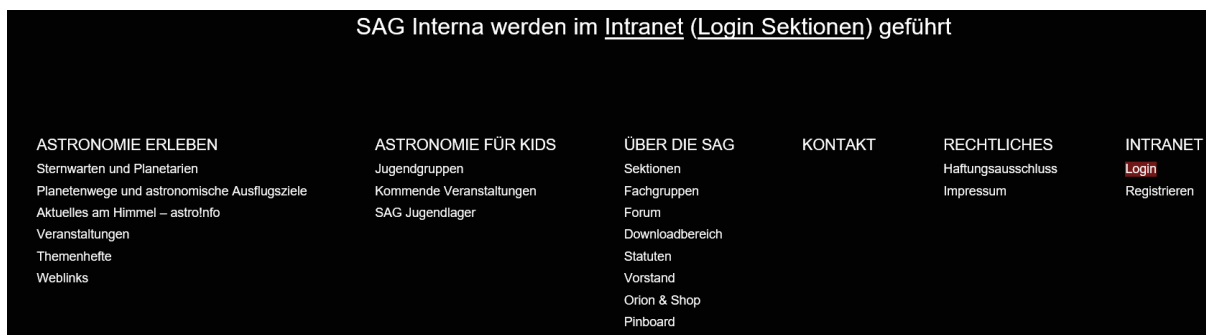 SAG Interna werden im Intranet (Login Sektionen) geführt
ASTRONOMIE ERLEBEN
Sternwarten und Planetarien
Planetenwege und astronomische Ausflugsziele
Aktuelles am Himmel – astro!nfo
Veranstaltungen
Themenhefte
Weblinks
ASTRONOMIE FÜR KIDS
Jugendgruppen
Kommende Veranstaltungen
SAG Jugendlager
ÜBER DIE SAG
Sektionen
Fachgruppen
Forum
Downloadbereich
Statuten
Vorstand
Orion & Shop
Pinboard
KONTAKT
RECHTLICHES
Haftungsausschluss
Impressum
INTRANET
Login
Registrieren